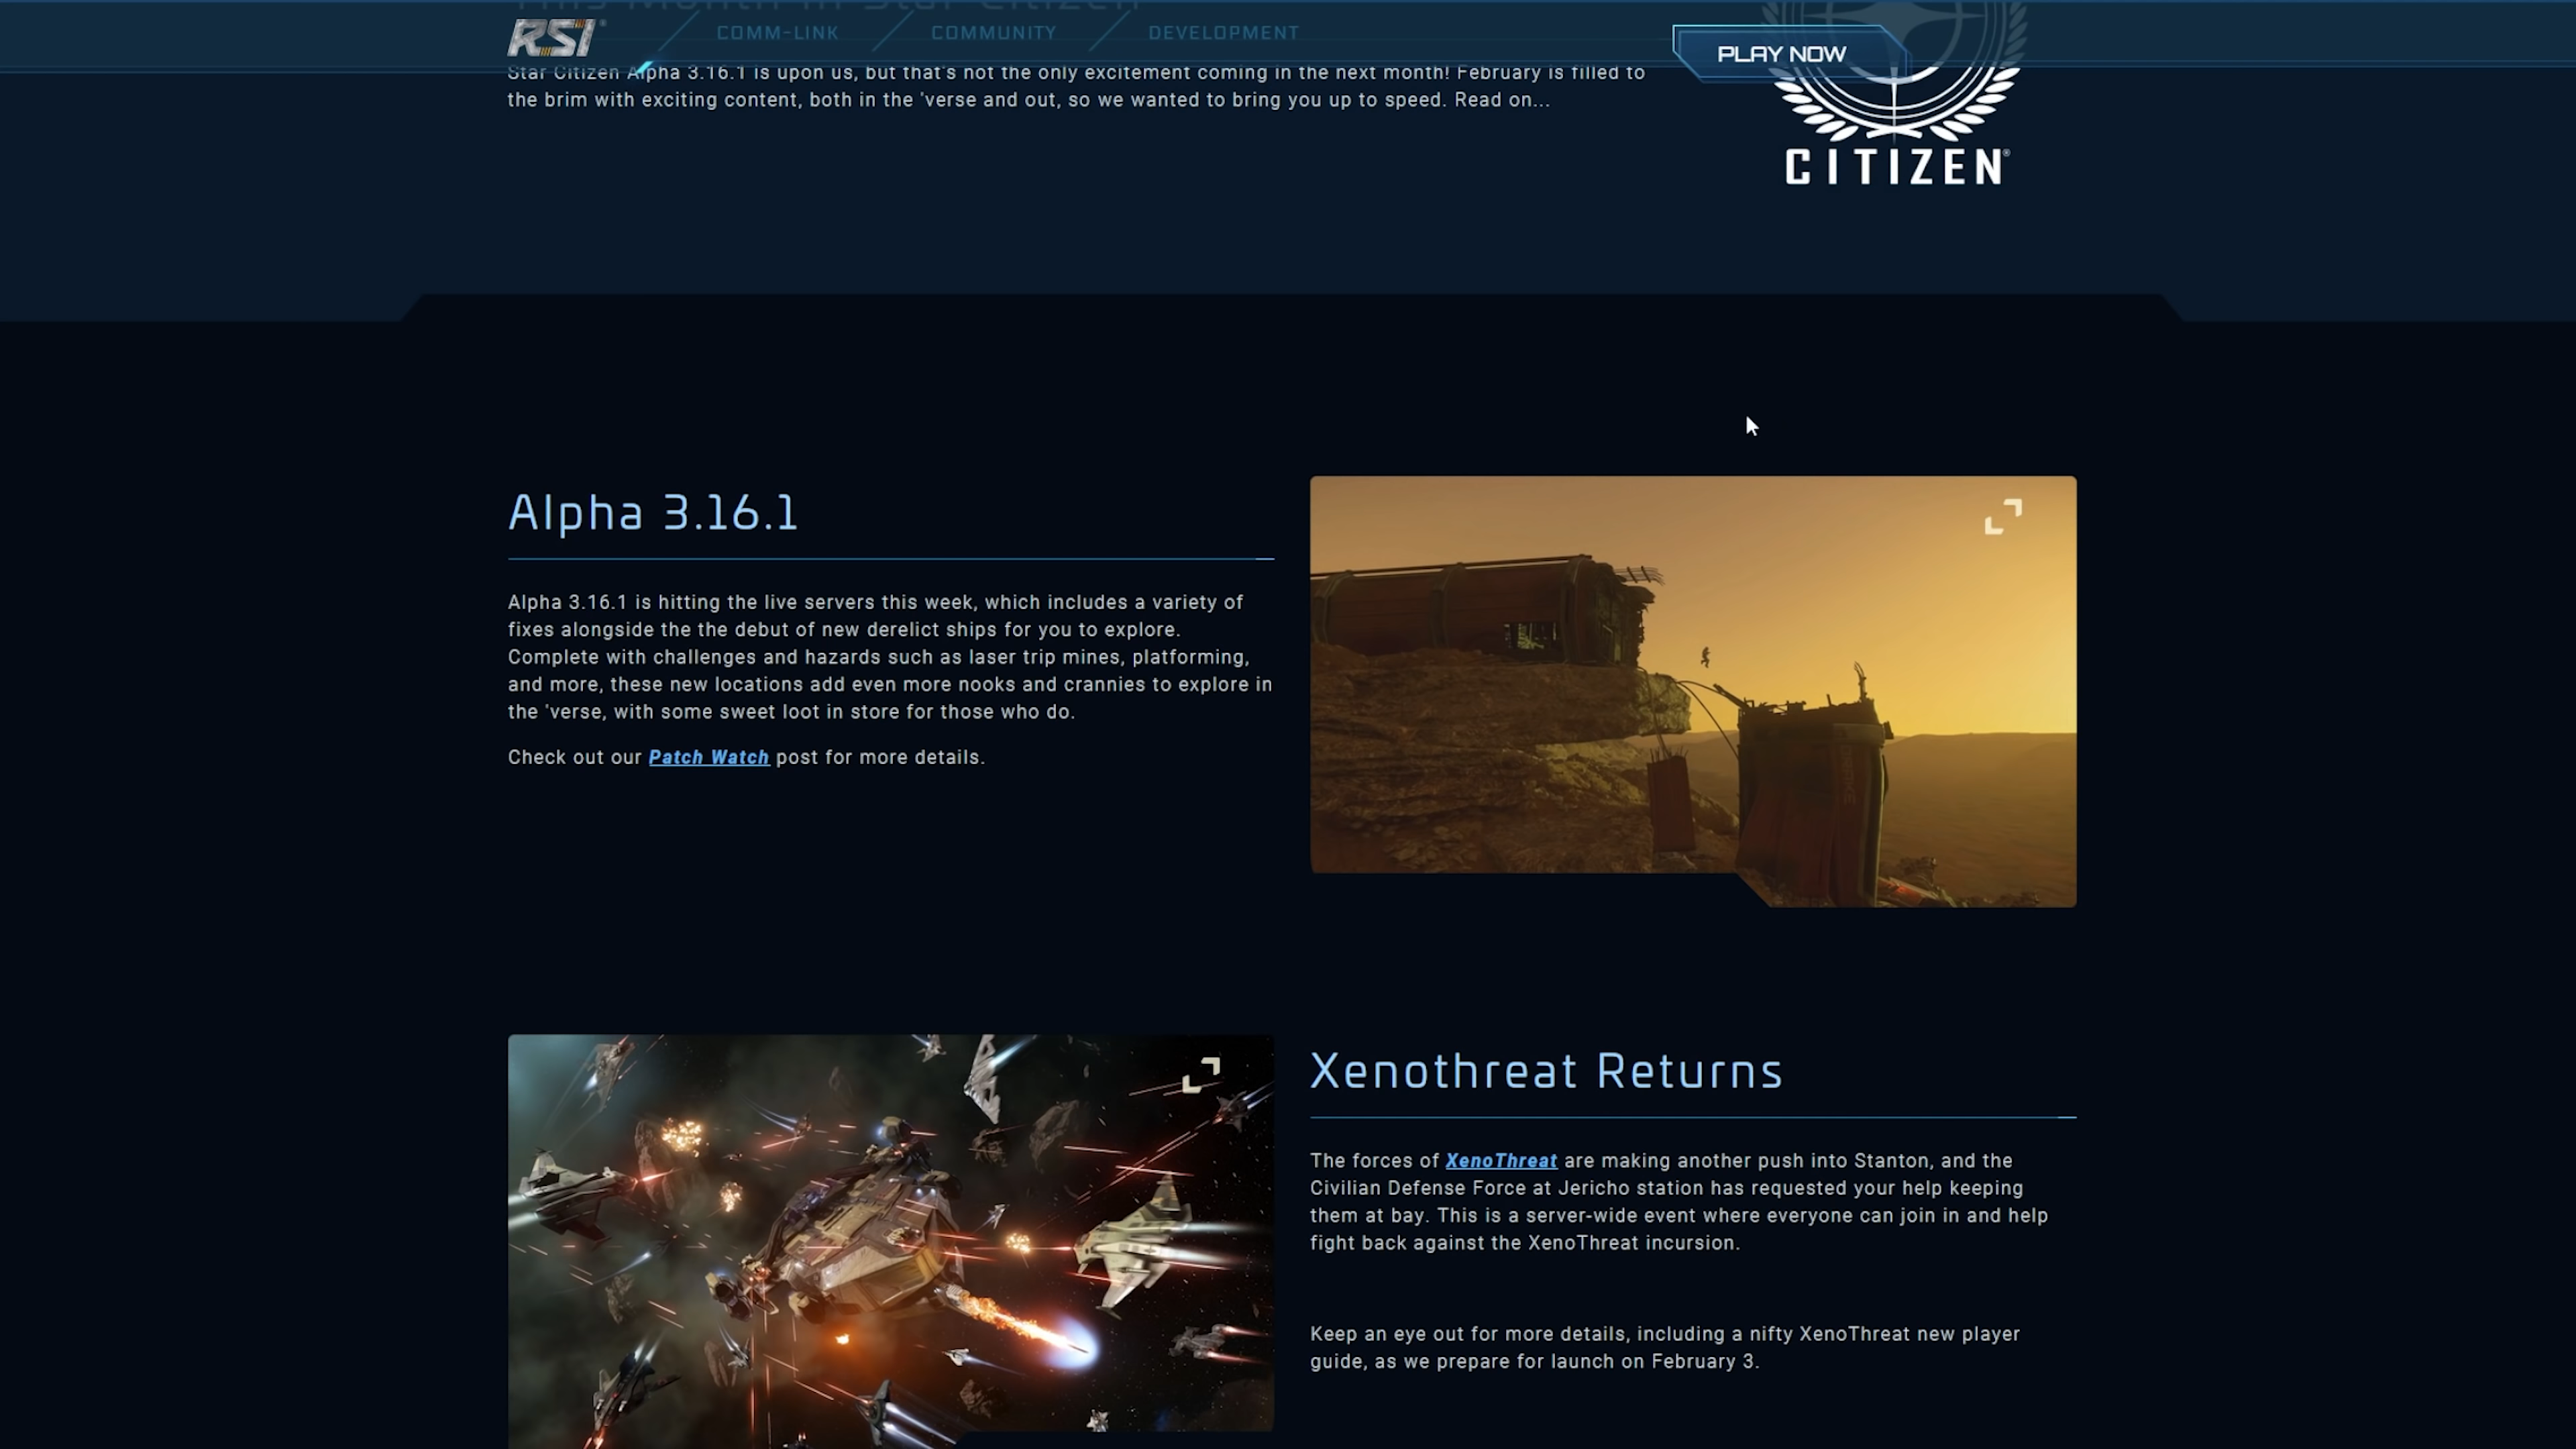 This Month in Star Citizen
RSI
COMM-LINK
COMMUNITY
DEVELOPMENT
PLAY NOW
Star Citizen Alpha 3.16.1 is upon us, but that's not the only excitement coming in the next month! February is filled to
the brim with exciting content, both in the 'verse and out, so we wanted to bring you up to speed. Read on...
CITIZEN®
Alpha 3.16.1
Alpha 3.16.1 is hitting the live servers this week, which includes a variety of
fixes alongside the the debut of new derelict ships for you to explore.
Complete with challenges and hazards such as laser trip mines, platforming,
and more, these new locations add even more nooks and crannies to explore in
the 'verse, with some sweet loot in store for those who do.
Check out our Patch Watch post for more details.
Xenothreat Returns
The forces of XenoThreat are making another push into Stanton, and the
Civilian Defense Force at Jericho station has requested your help keeping
them at bay. This is a server-wide event where everyone can join in and help
fight back against the XenoThreat incursion.
Keep an eye out for more details, including a nifty XenoThreat new player
guide, as we prepare for launch on February 3.